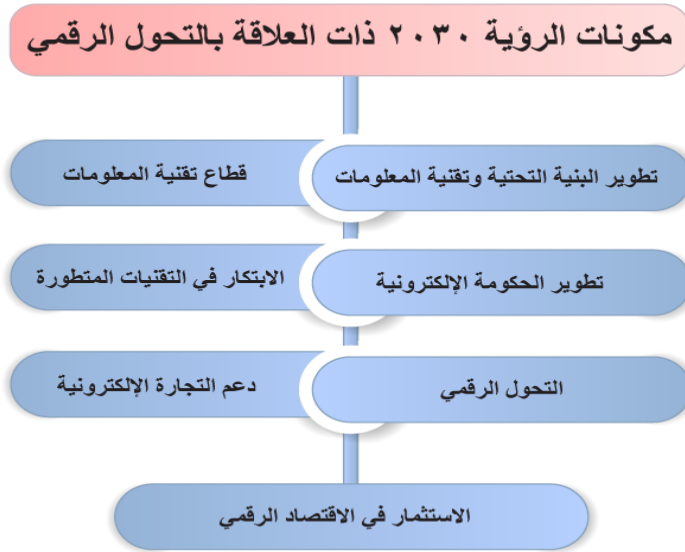 مكونات الرؤية ٢٠٣٠ ذات العلاقة بالتحول الرقمي
تطوير البنية التحتية وتقنية المعلومات
قطاع تقنية المعلومات
تطوير الحكومة الإلكترونية
الابتكار في التقنيات المتطورة
التحول الرقمي
دعم التجارة الإلكترونية
الاستثمار في الاقتصاد الرقمي